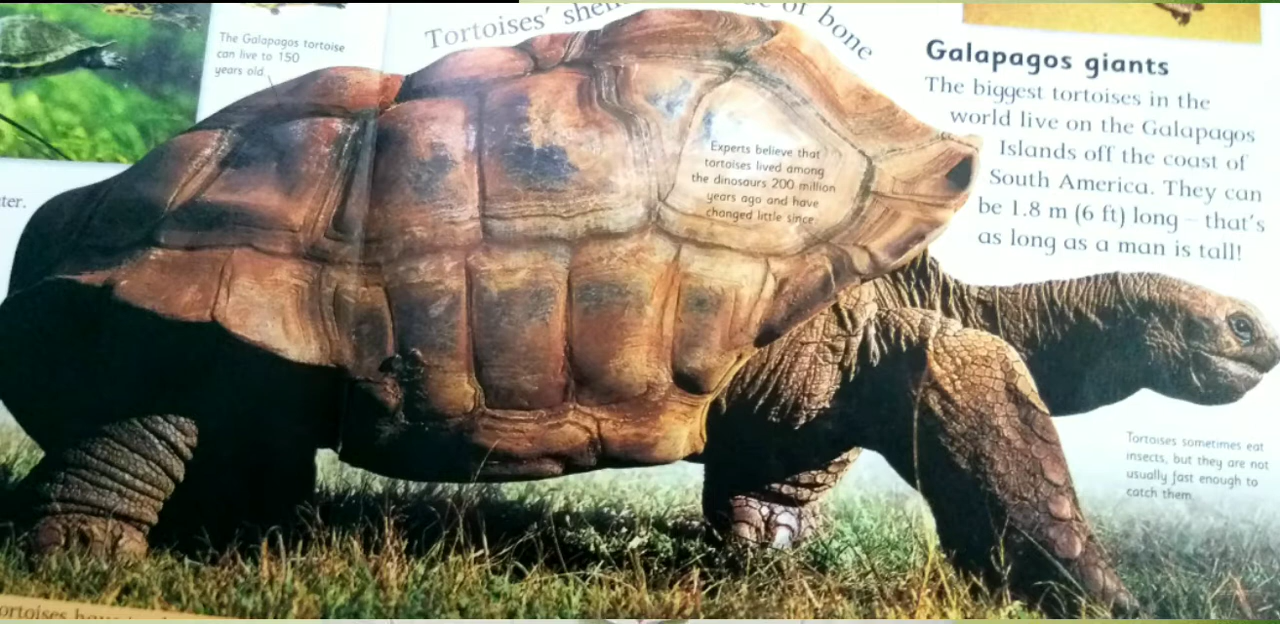 Tortoises' of bone
The Galapagos tortoise
can live to 150
years old.
Experts believe that
tortoises lived among
the dinosaurs 200 million
years ago and have
changed little since.
Galapagos giants
The biggest tortoises in the
world live on the Galapagos
Islands off the coast of
South America. They can
be 1.8 m (6 ft) long – that's
as long as a man is tall!
Tortoises sometimes eat
insects, but they are not
usually fast enough to
catch them.